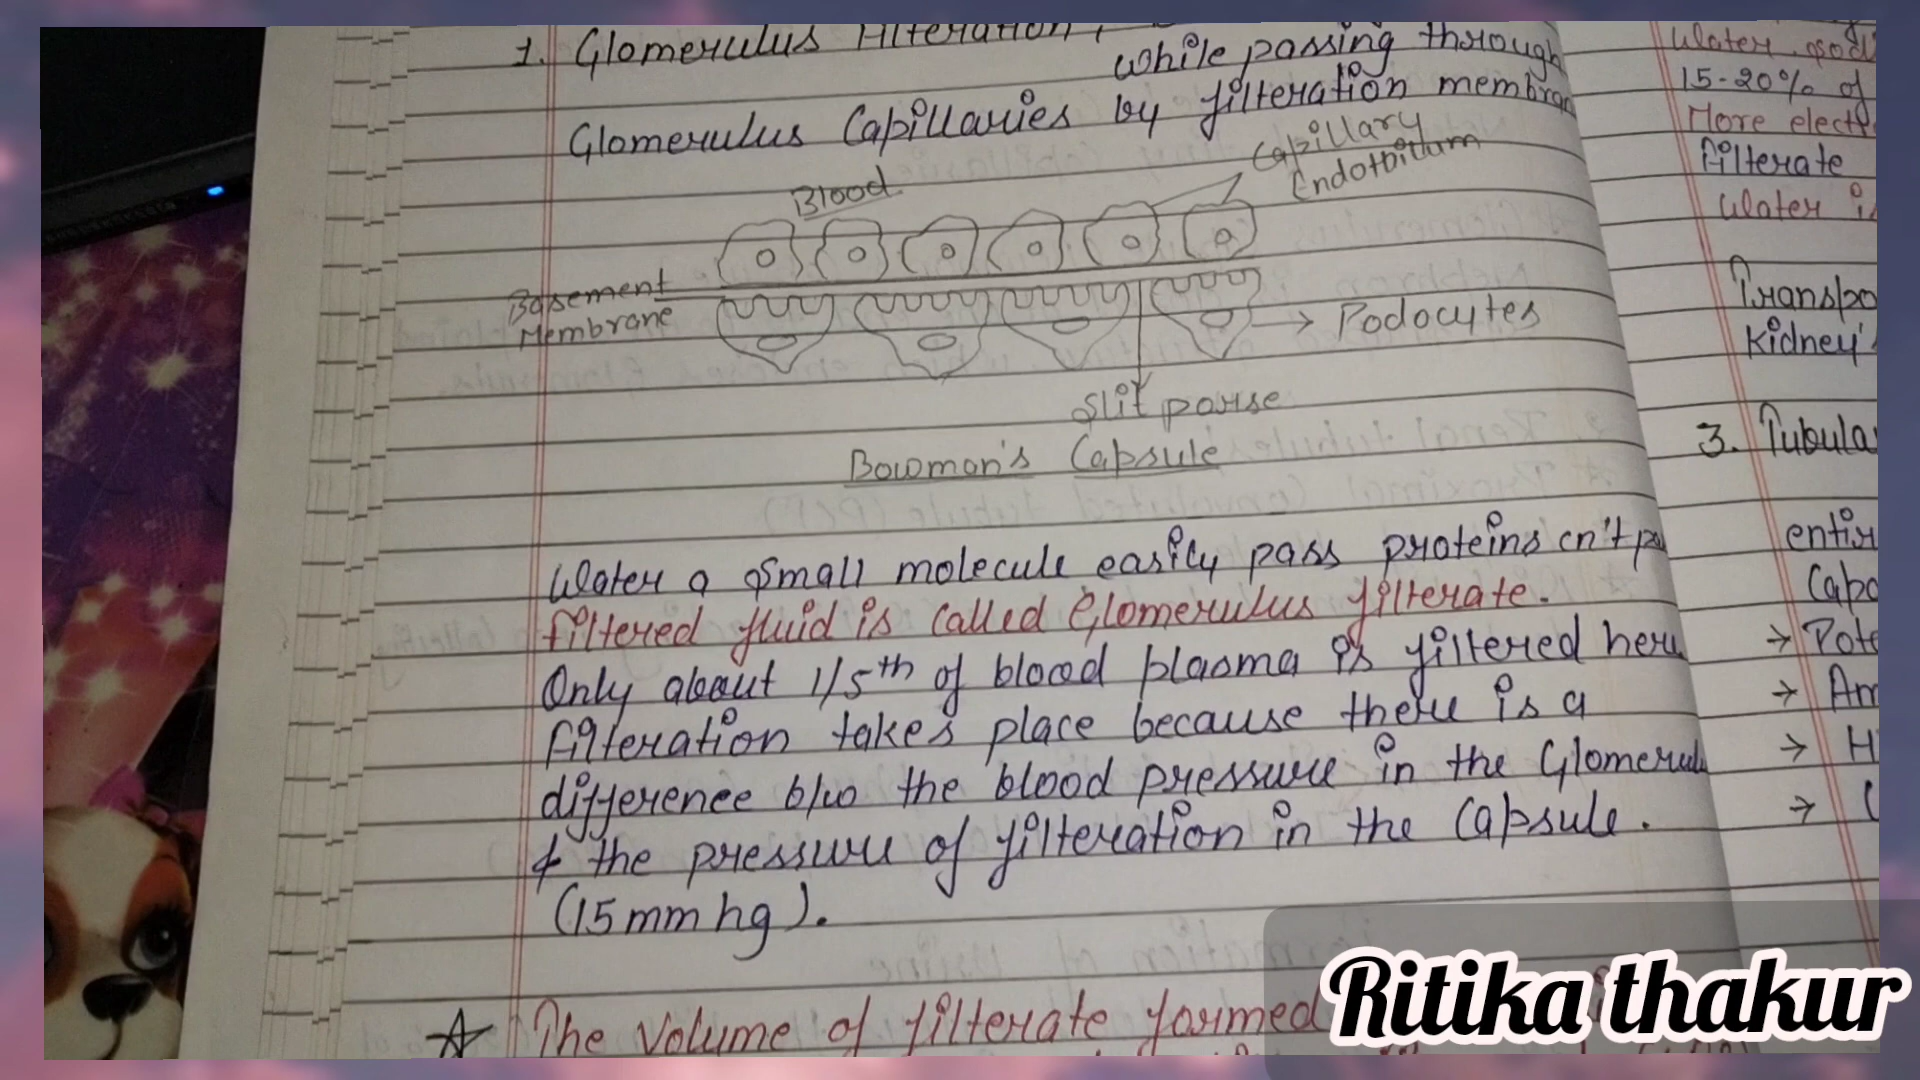 1. Glomerulus Filteration,
while passing through
Glomerulus Capillaries by filteration membran
Blood
Capillary
Endothilum
Basement
Membrane
Podocytes
Slit parse
Bowman's Capsule
Water a small molecule easily pass proteins cn't pa
filtered fluid is called Glomerulus filterate.
Only about 1/5th of blood plasma is filtered here
filteration takes place because there is a
difference b/w the blood pressure in the Glomerulu
& the pressure of filteration in the Capsule.
(15 mm hg).
The Volume of filterate formed
Water
15-20% of
More elect
filterate
Water i
Transpo
Kidney'
3. Tubula
entir
Capa
→ Pote
→ Am
→ H
→ (
Ritika thakur